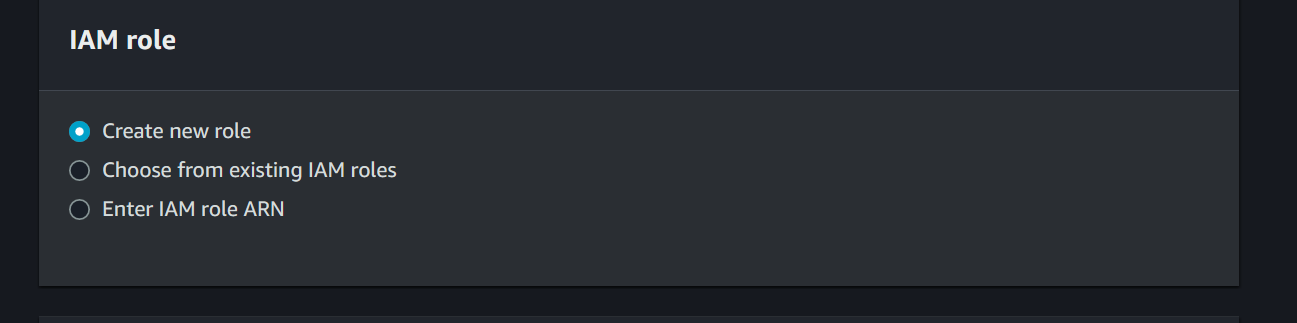 IAM role
Create new role
Choose from existing IAM roles
Enter IAM role ARN